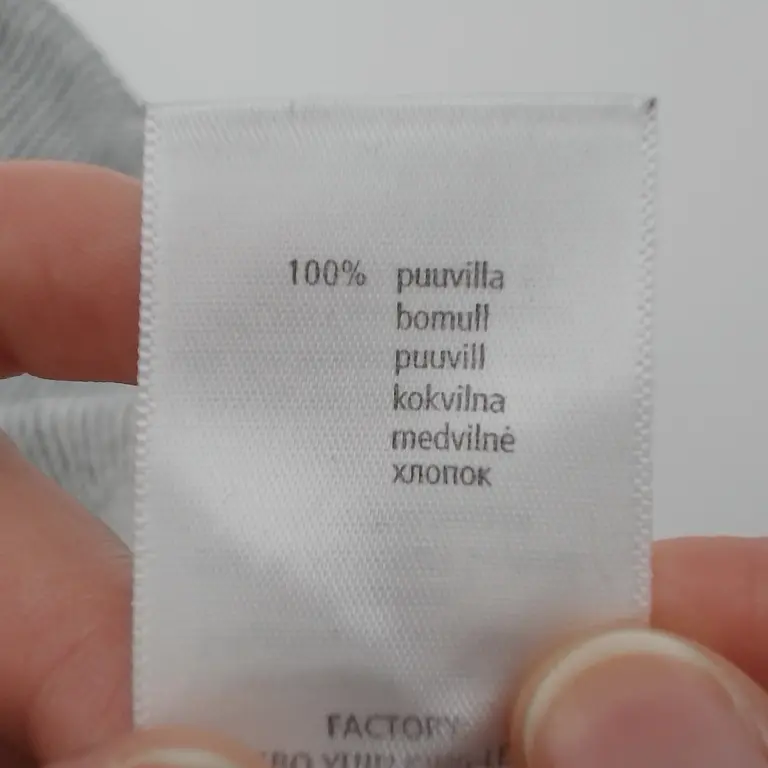 100% puuvilla
bomull
puuvill
kokvilna
medvilnė
хлопок
FACTORY